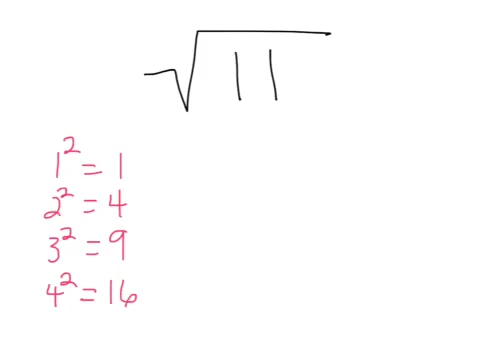 √11
1² = 1
2² = 4
3² = 9
4² = 16